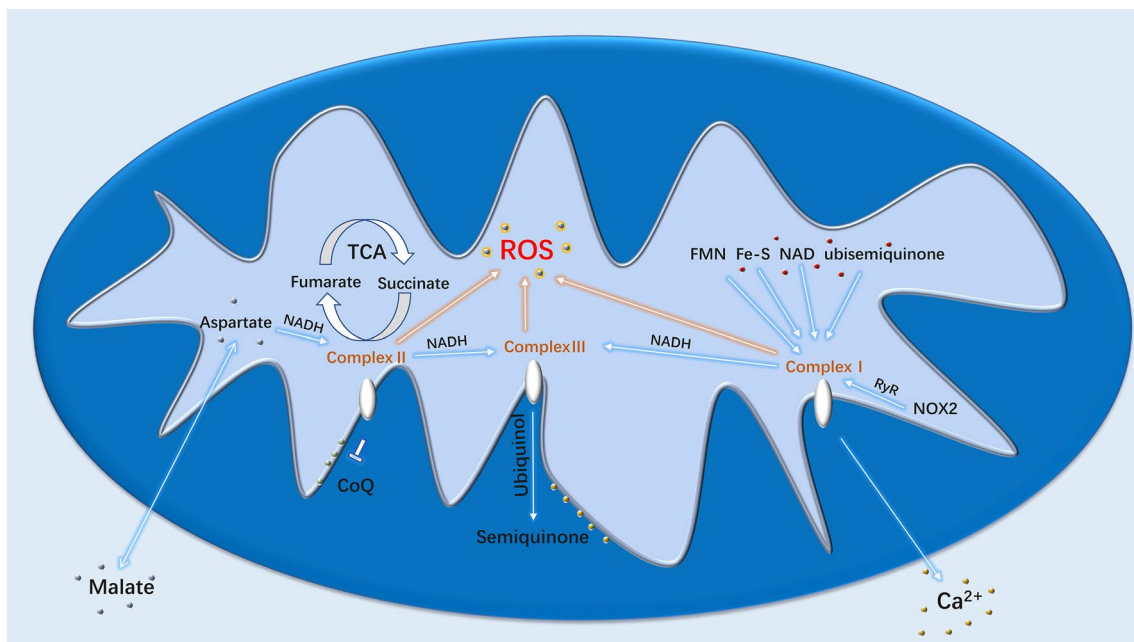 ROS
TCA
FMN Fe-S NAD ubisemiquinone
Fumarate Succinate
Aspartate
NADH
Complex II
NADH
Complex III
NADH
Complex I
RyR
NOX2
Ubiquinol
CoQ
Semiquinone
Malate
Ca²⁺